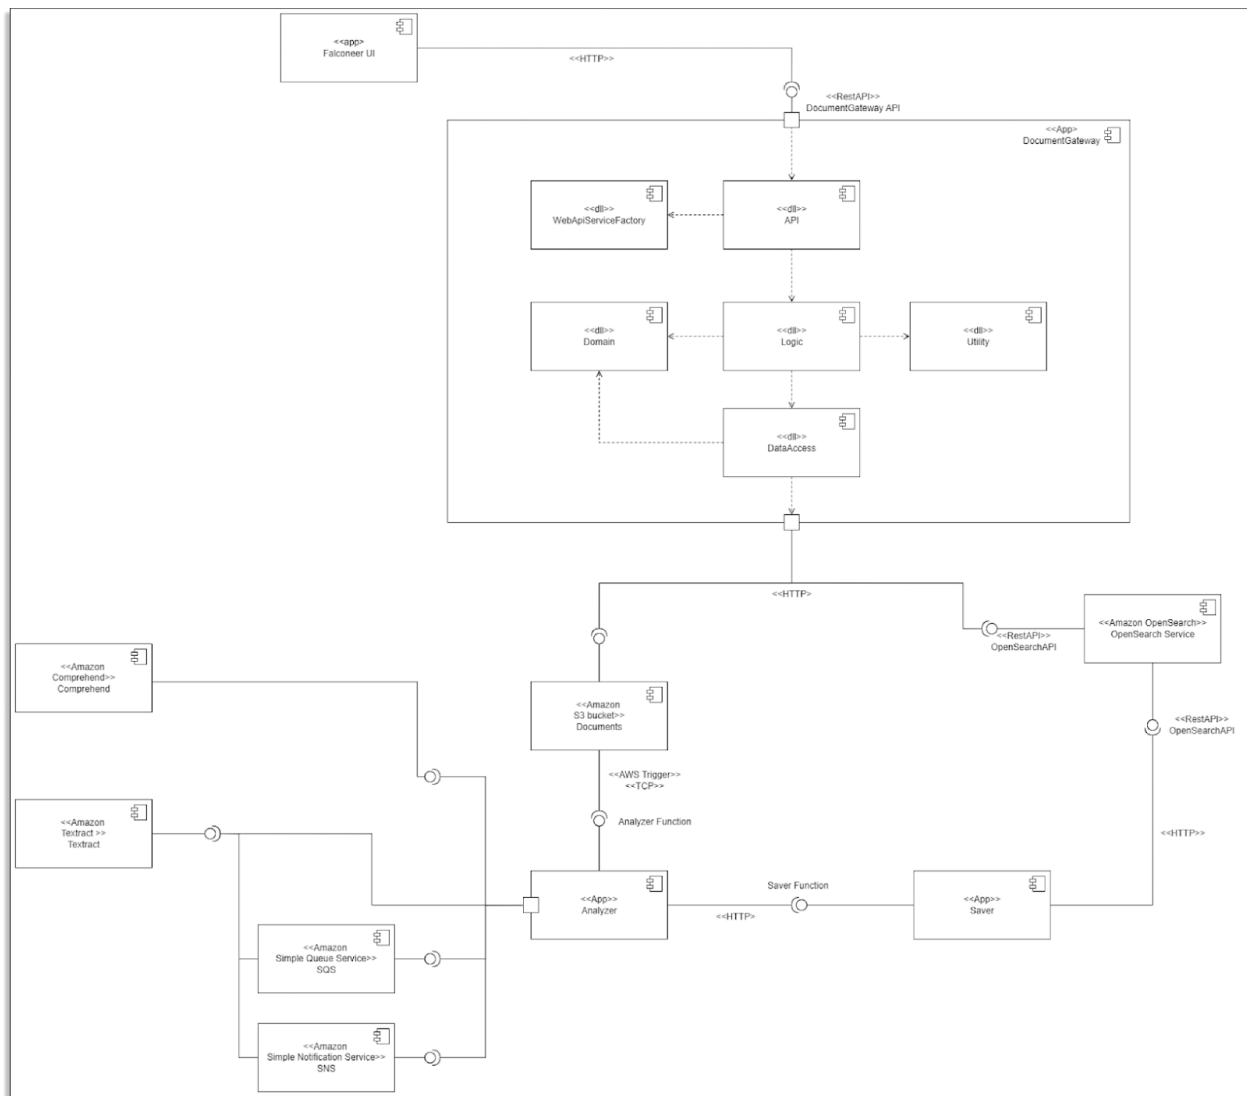 <<app>>
Falconeer UI
<<HTTP>>
<<RestAPI>>
DocumentGateway API
<<App>
DocumentGateway
<<dll>>
WebApiServiceFactory
<<dll>>
API
<<dll>>
Domain
<<dll>>
Logic
<<dll>>
Utility
<<dll>>
DataAccess
<<HTTP>
<<Amazon OpenSearch>>
OpenSearch Service
<<RestAPI>>
OpenSearchAPI
<<Amazon
Comprehend>>
Comprehend
<<Amazon
S3 bucket>>
Documents
<<RestAPI>>
OpenSearchAPI
<<AWS Trigger>>
<<TCP>>
<<Amazon
Textract >>
Textract
Analyzer Function
<<HTTP>>
<<App>>
Analyzer
Saver Function
<<HTTP>
<<App>>
Saver
<<Amazon
Simple Queue Service>>
SQS
<<Amazon
Simple Notification Service>>
SNS